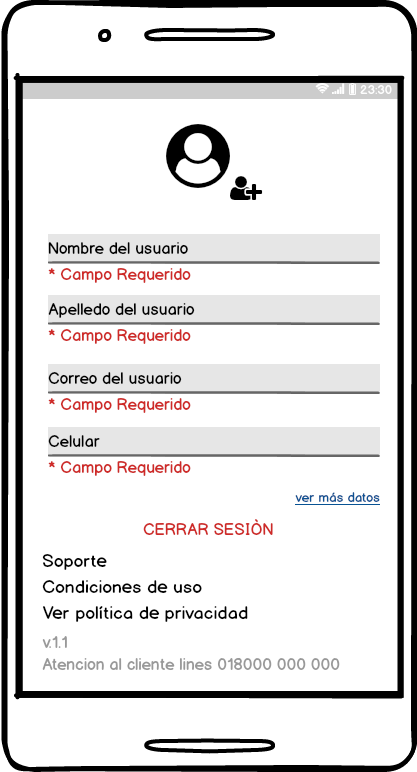 23:30
Nombre del usuario
* Campo Requerido
Apelledo del usuario
* Campo Requerido
Correo del usuario
* Campo Requerido
Celular
* Campo Requerido
ver más datos
CERRAR SESIÒN
Soporte
Condiciones de uso
Ver política de privacidad
v.1.1
Atencion al cliente lines 018000 000 000